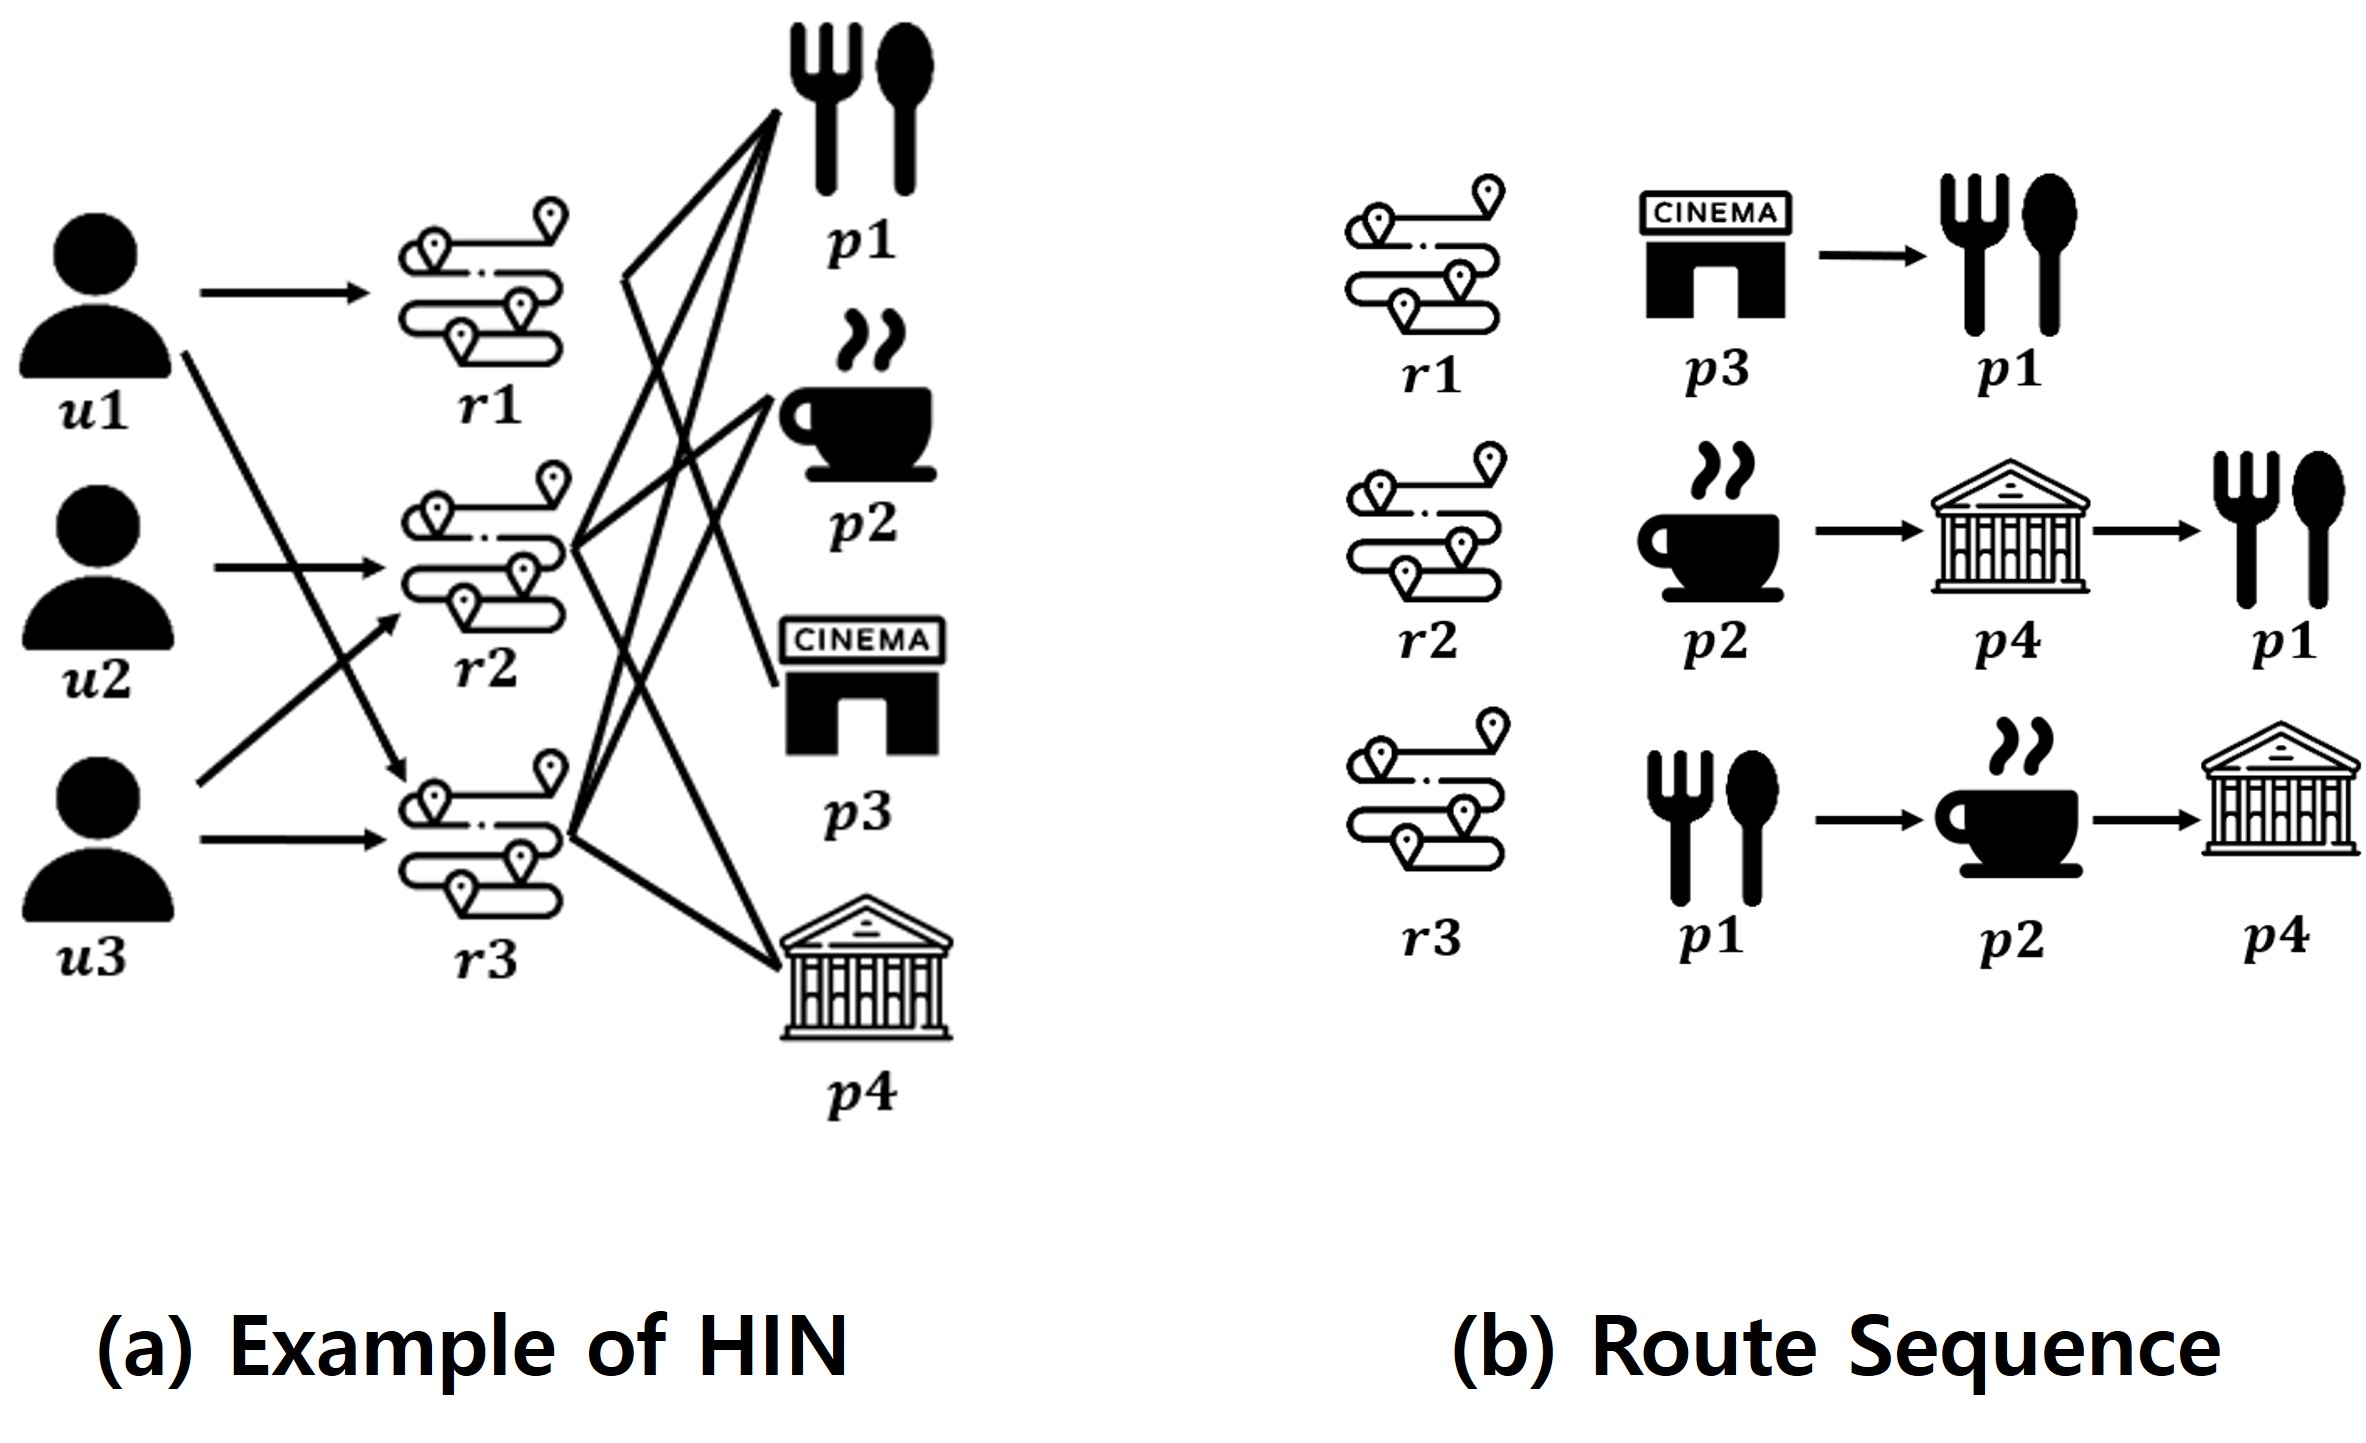 p1
u1
r1
p2
u2
r2
CINEMA
p3
u3
r3
p4
(a) Example of HIN
CINEMA
r1
p3
p1
r2
p2
p4
p1
r3
p1
p2
p4
(b) Route Sequence